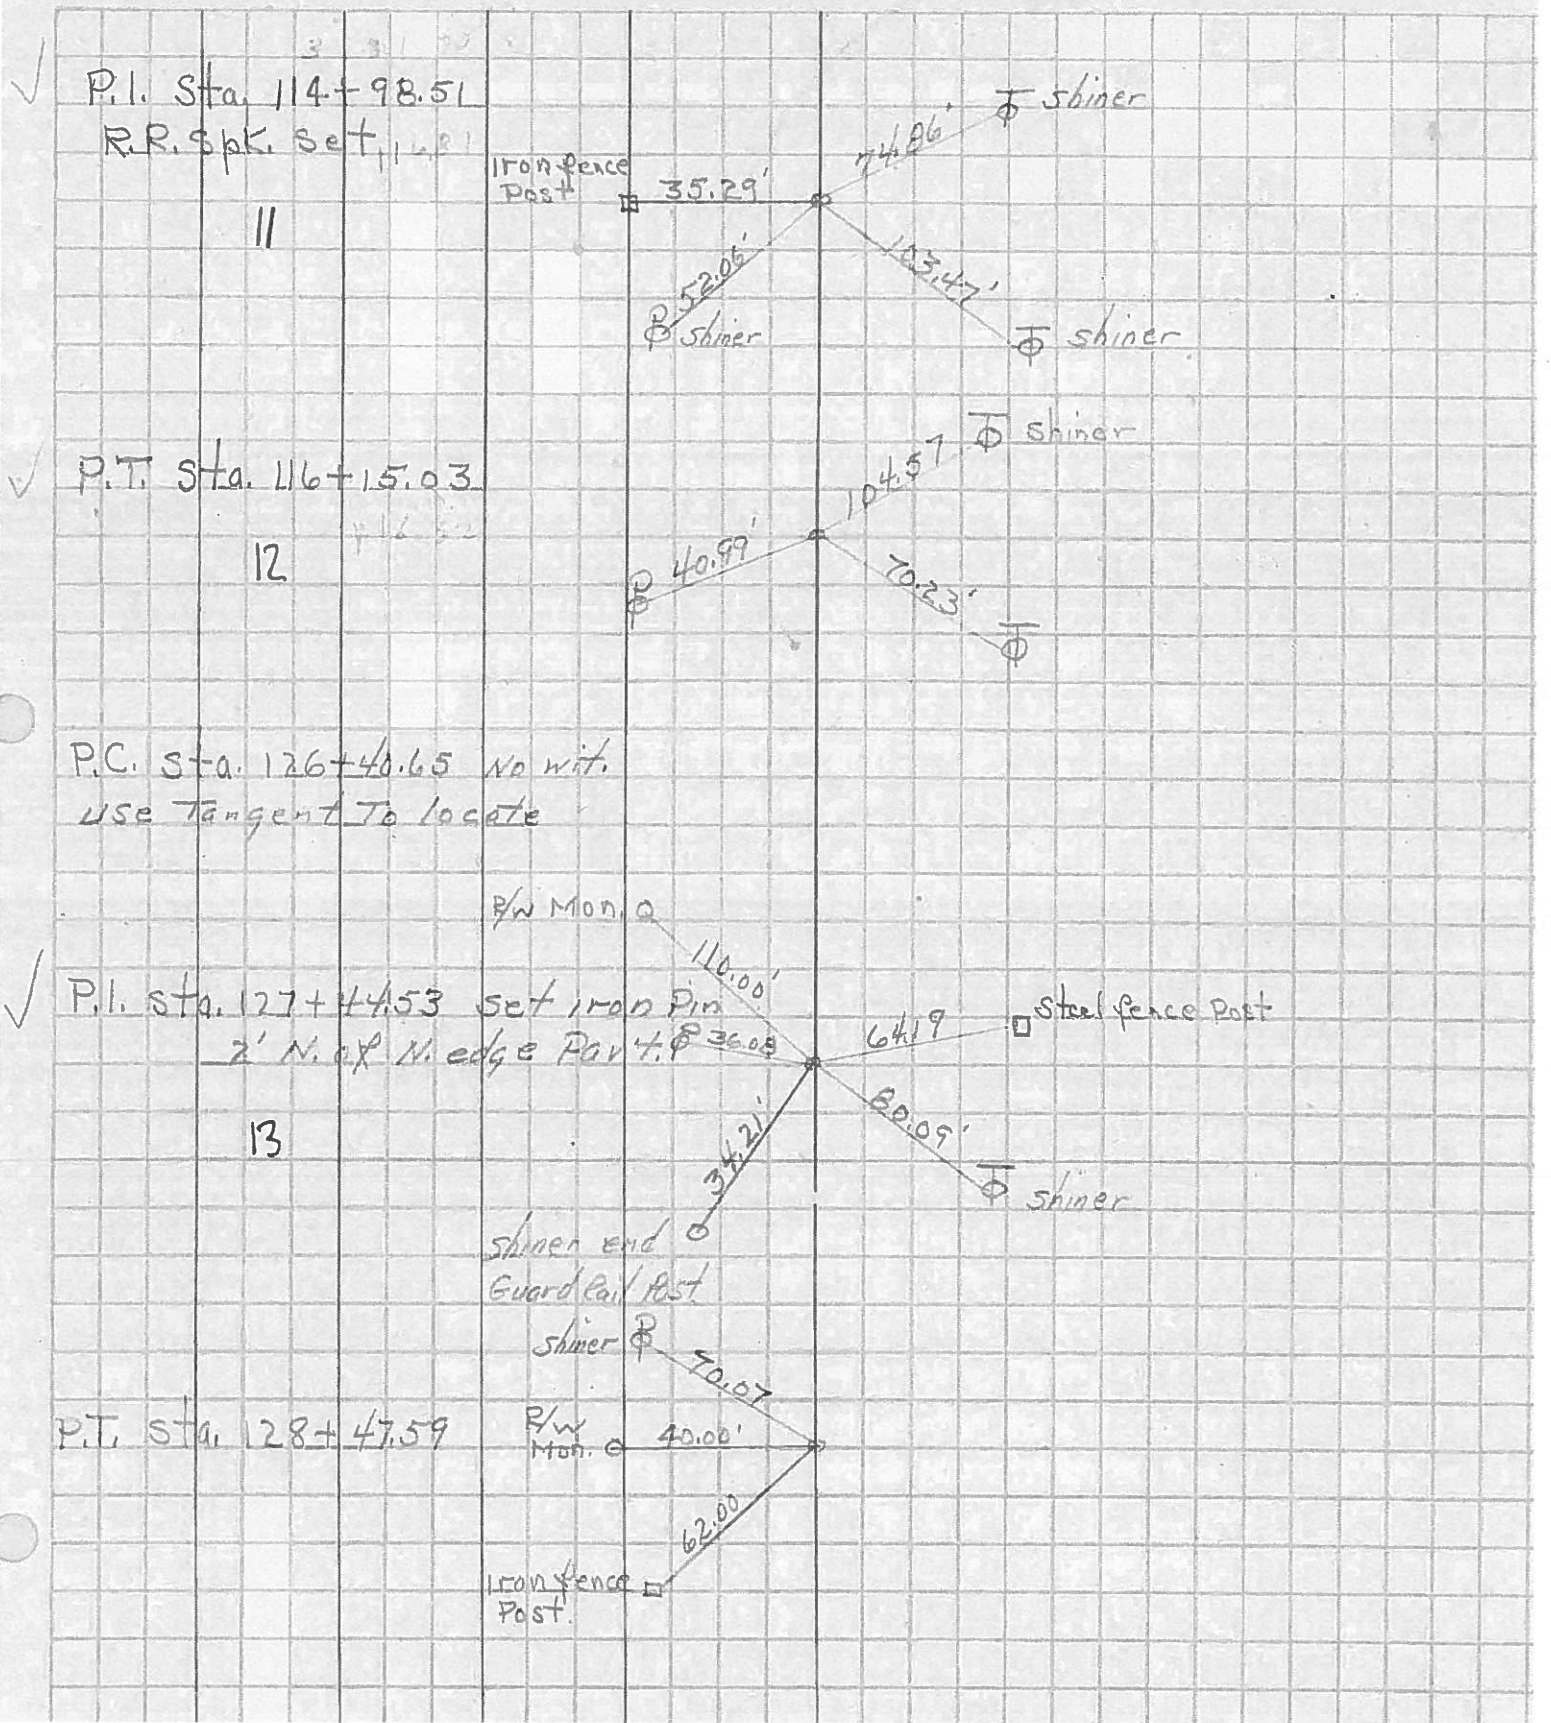 P.I. Sta. 114+98.51
R.R. Spk. Set.
11
Iron fence
Post
35.29'
74.86'
Shiner
52.06'
P
Shiner
103.47'
T
Shiner
P.T. Sta. 116+15.03
12
104.57
T
Shiner
P
40.99'
70.23'
T
P.C. Sta. 126+40.65 No wit.
Use Tangent To locate
R/W Mon.
110.00'
P.I. Sta. 127+44.53 Set iron Pin
2' N. of N. edge Pav't.
P
36.08
64.19
Steel fence Post
13
34.21'
80.09'
T
Shiner
Shiner end
Guard Rail Post
Shiner
P
70.07
P.T. Sta. 128+47.59
R/W
Mon.
40.00'
62.00
Iron fence
Post.